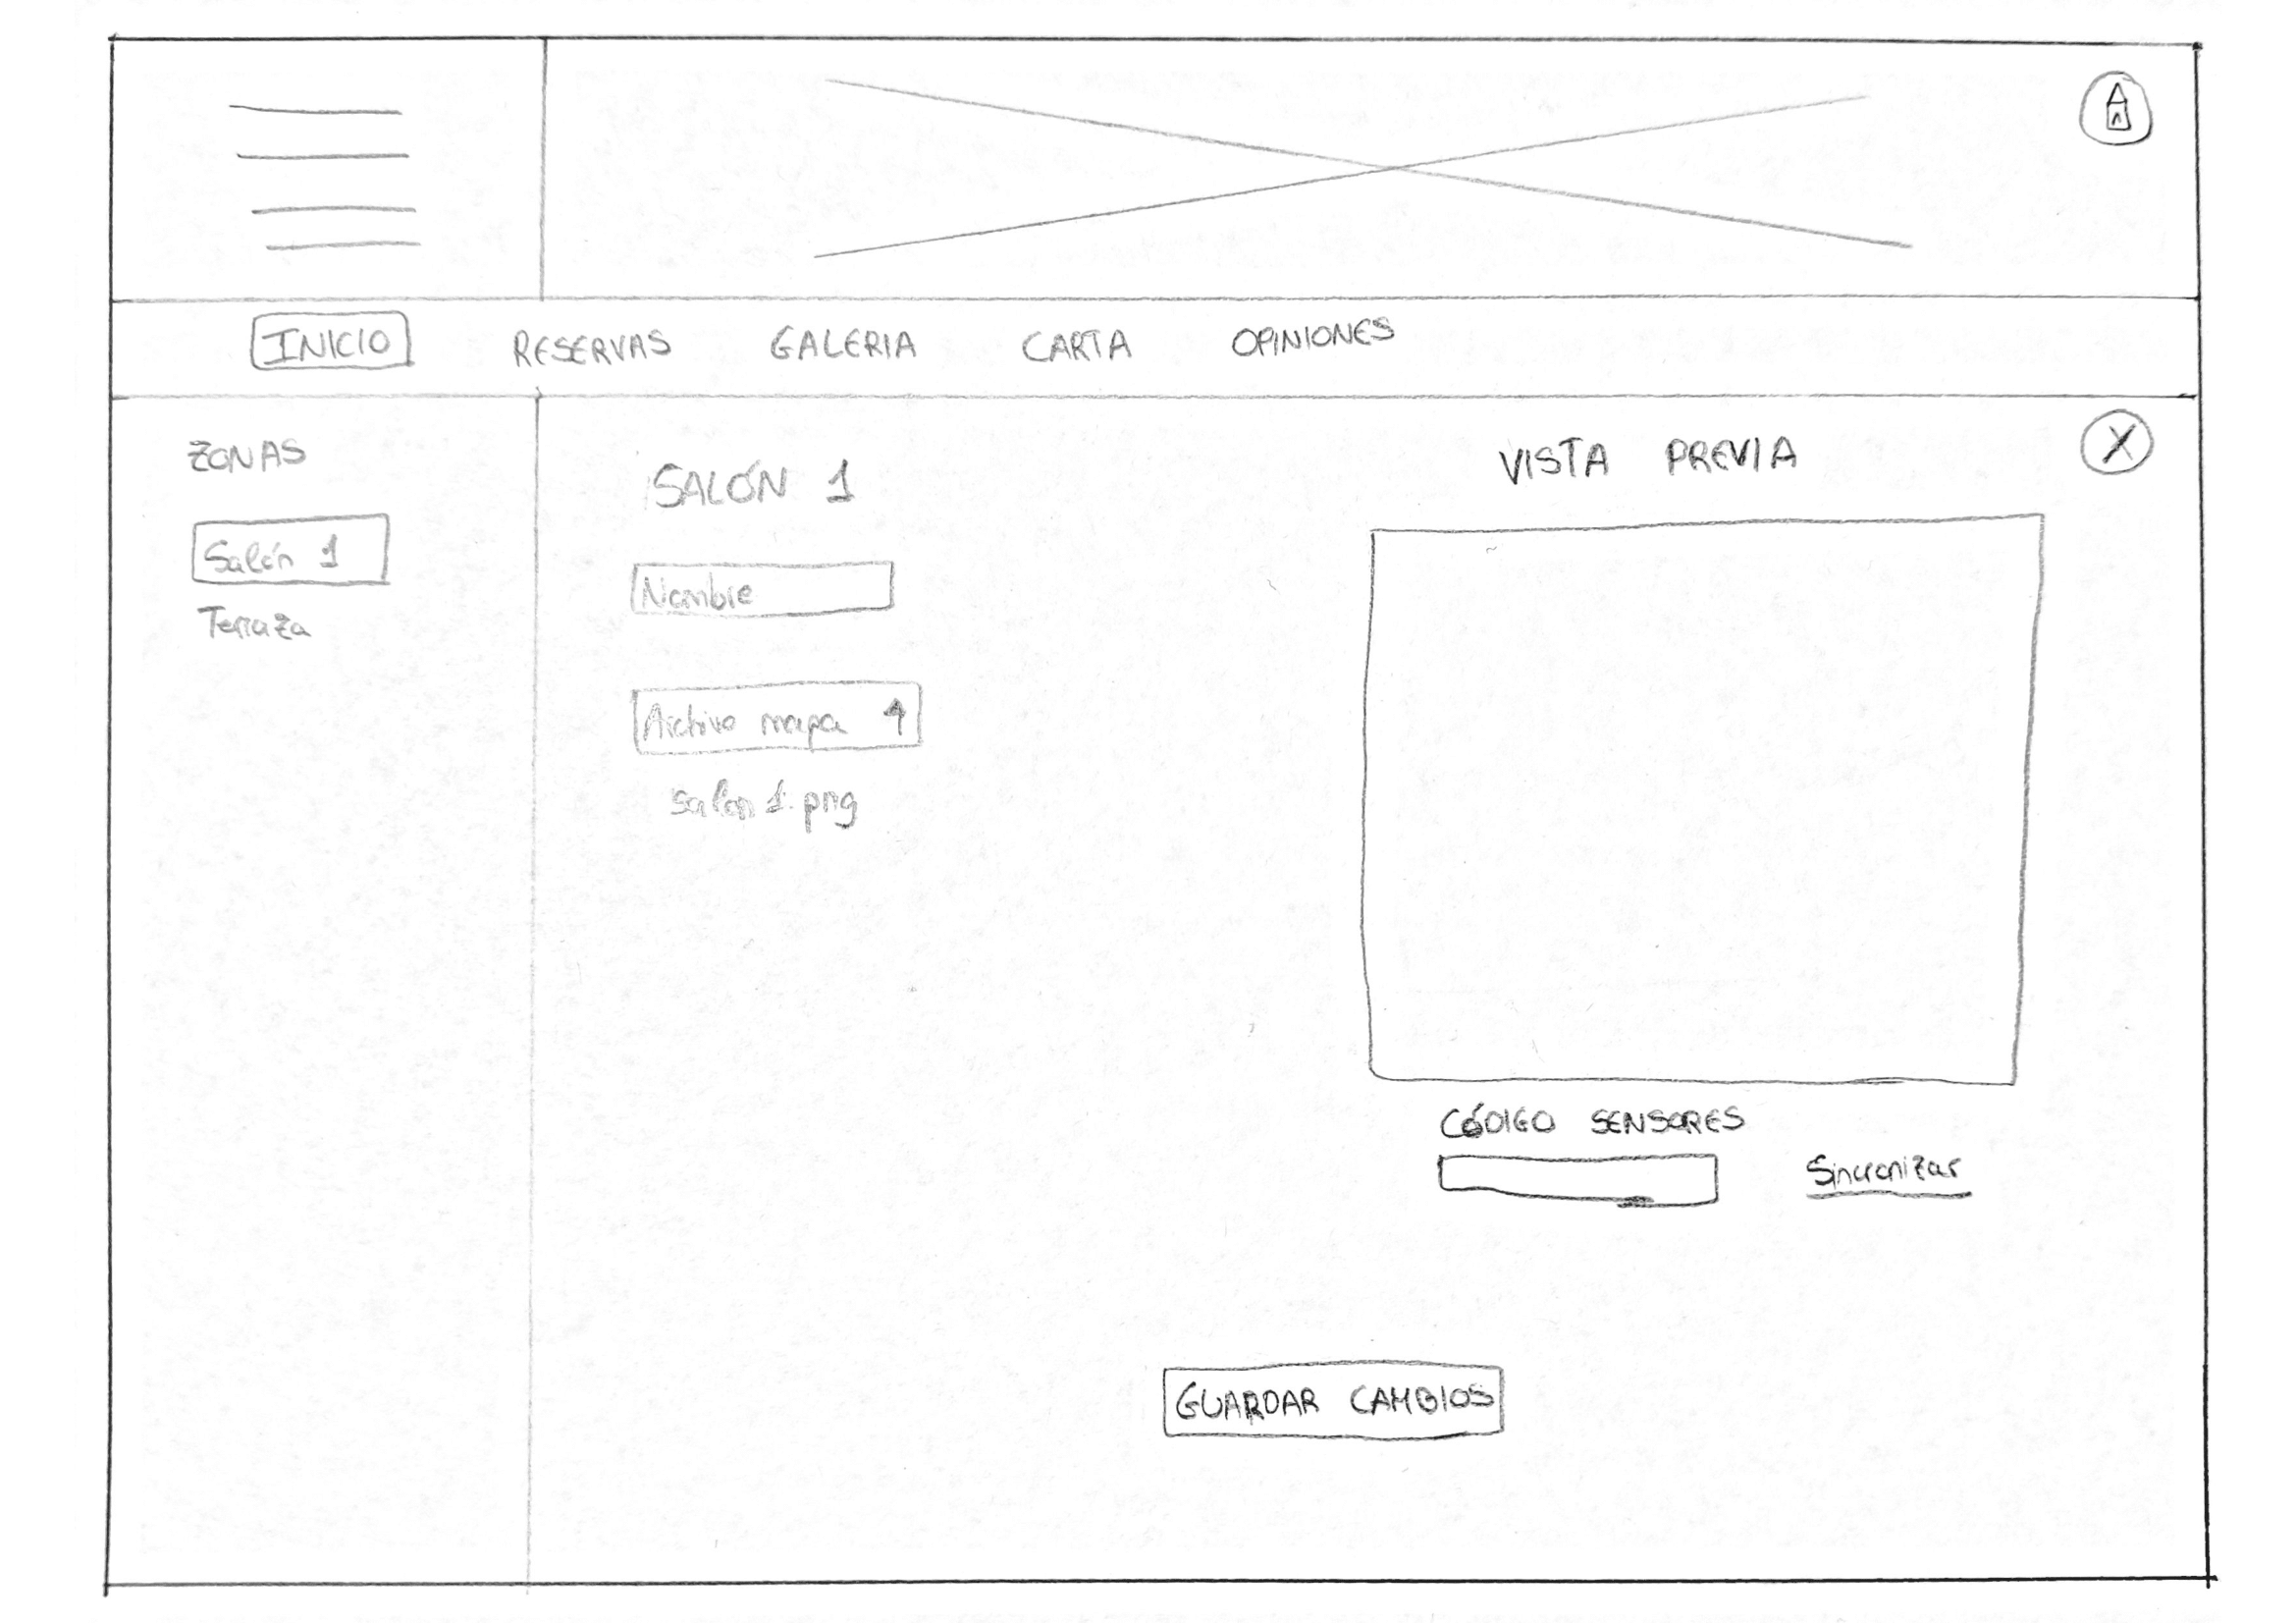 INICIO RESERVAS GALERIA CARTA OPINIONES
ZONAS
Salón 1
Terraza
SALÓN 1
Nombre
Archivo mapa
salon 1.png
VISTA PREVIA
X
CÓDIGO SENSORES
Sincronizar
GUARDAR CAMBIOS